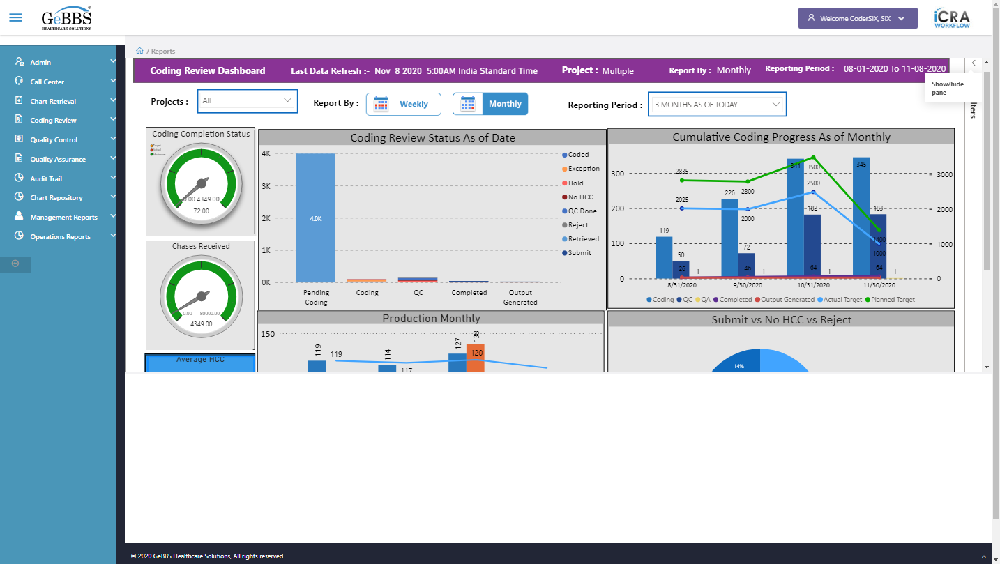 GeBBS
HEALTHCARE SOLUTIONS
Welcome CoderSIX, SIX
iCRA
WORKFLOW
Admin
Call Center
Chart Retrieval
Coding Review
Quality Control
Quality Assurance
Audit Trail
Chart Repository
Management Reports
Operations Reports
/ Reports
Coding Review Dashboard
Last Data Refresh :- Nov 8 2020 5:00AM India Standard Time
Project : Multiple
Report By : Monthly
Reporting Period : 08-01-2020 To 11-08-2020
Show/hide
pane
lters
Projects :
All
Report By :
Weekly
Monthly
Reporting Period :
3 MONTHS AS OF TODAY
Coding Completion Status
Target
Actual
Maximum
0.00 4349.00
72.00
Chases Received
0.00 80000.00
4349.00
Average HCC
Coding Review Status As of Date
4K
3K
2K
1K
0K
4.0K
Pending
Coding
Coding
QC
Completed
Output
Generated
Coded
Exception
Hold
No HCC
QC Done
Reject
Retrieved
Submit
Cumulative Coding Progress As of Monthly
300
200
100
0
3000
2000
1000
0
2835
2800
3500
1400
2025
2000
2500
1000
119
226
341
345
50
72
182
183
26
46
64
64
1
1
1
1
8/31/2020
9/30/2020
10/31/2020
11/30/2020
Coding QC QA Completed Output Generated Actual Target Planned Target
Production Monthly
150
119
119
114
117
127
138
120
Submit vs No HCC vs Reject
14%
© 2020 GeBBS Healthcare Solutions, All rights reserved.